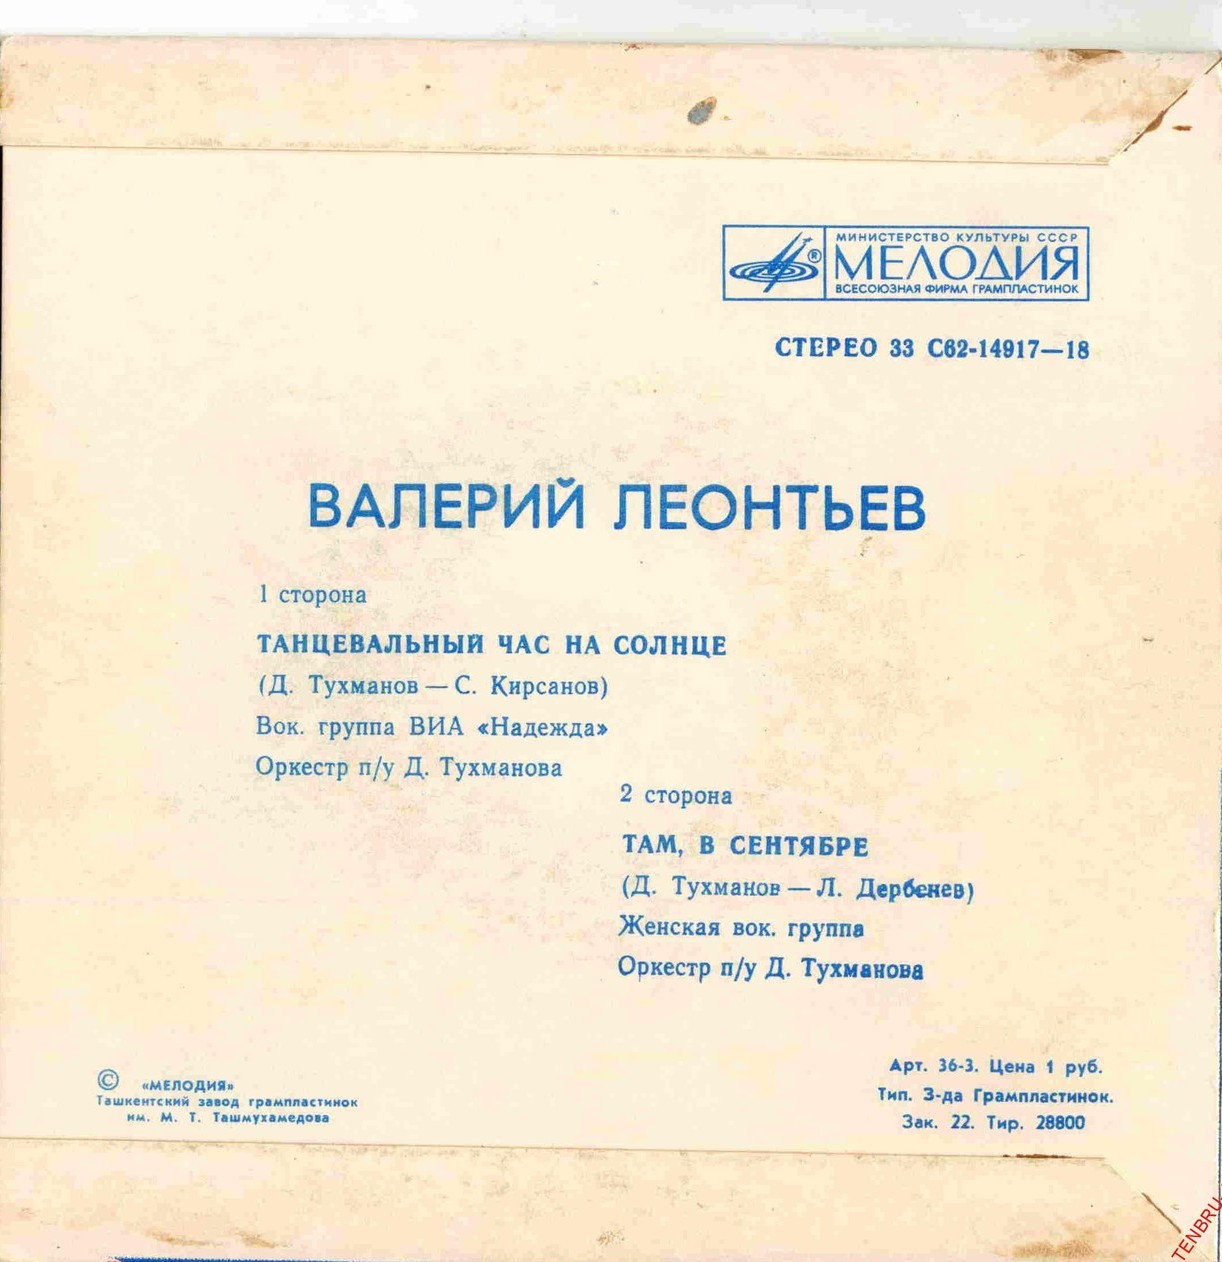 МИНИСТЕРСТВО КУЛЬТУРЫ СССР
МЕЛОДИЯ
®
ВСЕСОЮЗНАЯ ФИРМА ГРАМПЛАСТИНОК
СТЕРЕО 33 С62-14917—18
ВАЛЕРИЙ ЛЕОНТЬЕВ
1 сторона
ТАНЦЕВАЛЬНЫЙ ЧАС НА СОЛНЦЕ
(Д. Тухманов — С. Кирсанов)
Вок. группа ВИА «Надежда»
Оркестр п/у Д. Тухманова
2 сторона
ТАМ, В СЕНТЯБРЕ
(Д. Тухманов — Л. Дербенев)
Женская вок. группа
Оркестр п/у Д. Тухманова
© «МЕЛОДИЯ»
Ташкентский завод грампластинок
им. М. Т. Ташмухамедова
Арт. 36-3. Цена 1 руб.
Тип. З-да Грампластинок.
Зак. 22. Тир. 28800
TENBRU